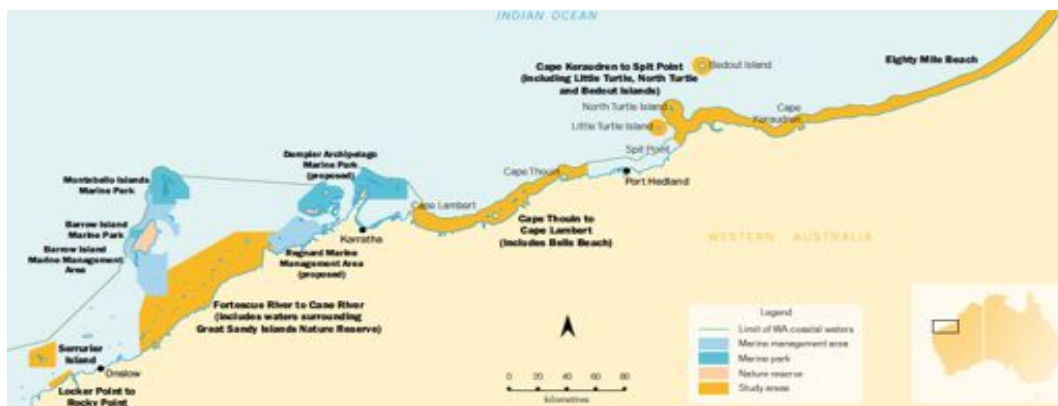 INDIAN OCEAN
Cape Keraudren to Spit Point
(including Little Turtle, North Turtle
and Bedout Islands)
Bedout Island
Eighty Mile Beach
North Turtle Island
Cape
Keraudren
Little Turtle Island
Spit Point
Dampier Archipelago
Marine Park
(proposed)
Cape Thouin
Port Hedland
Montebello Islands
Marine Park
Cape Lambert
Barrow Island
Marine Park
Karratha
Cape Thouin to
Cape Lambert
(includes Bells Beach)
WESTERN AUSTRALIA
Barrow Island
Marine Management
Area
Regnard Marine
Management Area
(proposed)
Fortescue River to Cane River
(includes waters surrounding
Great Sandy Islands Nature Reserve)
Legend
Limit of WA coastal waters
Marine management area
Marine park
Nature reserve
Study areas
Serrurier
Island
Onslow
0 20 40 60 80
kilometres
Locker Point to
Rocky Point